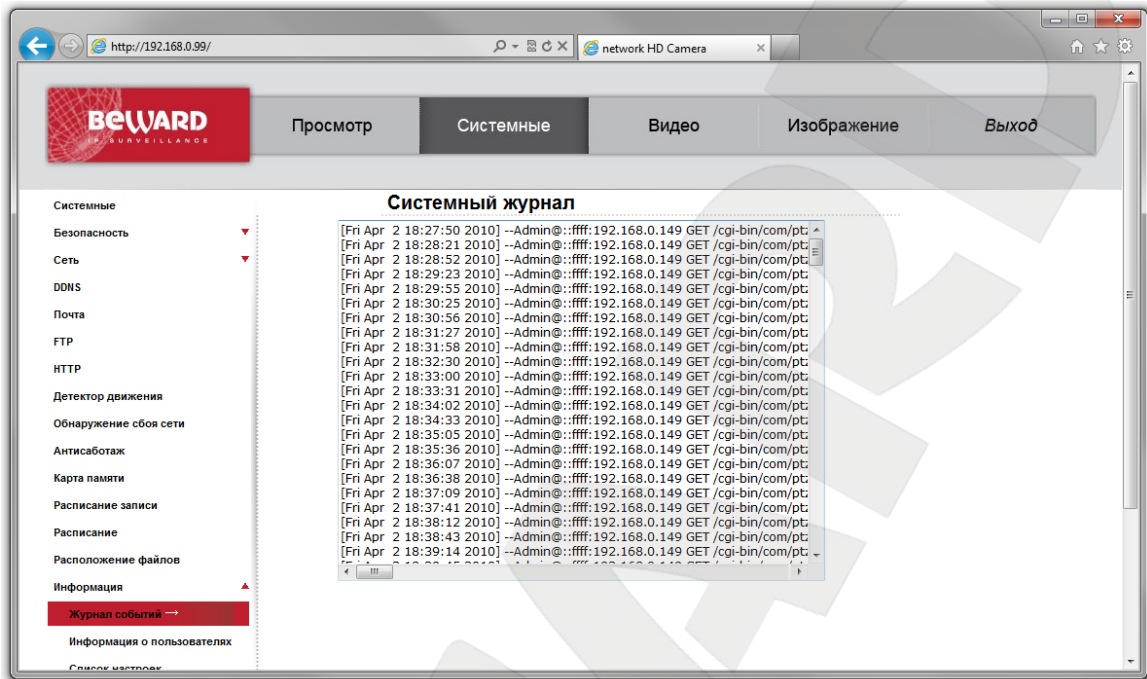 http://192.168.0.99/
network HD Camera
BEWARD
IP SURVEILLANCE
Просмотр
Системные
Видео
Изображение
Выход
Системные
Безопасность
Сеть
DDNS
Почта
FTP
HTTP
Детектор движения
Обнаружение сбоя сети
Антисаботаж
Карта памяти
Расписание записи
Расписание
Расположение файлов
Информация
Журнал событий →
Информация о пользователях
Список настроек
Системный журнал
[Fri Apr 2 18:27:50 2010] --Admin@::ffff:192.168.0.149 GET /cgi-bin/com/ptz
[Fri Apr 2 18:28:21 2010] --Admin@::ffff:192.168.0.149 GET /cgi-bin/com/ptz
[Fri Apr 2 18:28:52 2010] --Admin@::ffff:192.168.0.149 GET /cgi-bin/com/ptz
[Fri Apr 2 18:29:23 2010] --Admin@::ffff:192.168.0.149 GET /cgi-bin/com/ptz
[Fri Apr 2 18:29:55 2010] --Admin@::ffff:192.168.0.149 GET /cgi-bin/com/ptz
[Fri Apr 2 18:30:25 2010] --Admin@::ffff:192.168.0.149 GET /cgi-bin/com/ptz
[Fri Apr 2 18:30:56 2010] --Admin@::ffff:192.168.0.149 GET /cgi-bin/com/ptz
[Fri Apr 2 18:31:27 2010] --Admin@::ffff:192.168.0.149 GET /cgi-bin/com/ptz
[Fri Apr 2 18:31:58 2010] --Admin@::ffff:192.168.0.149 GET /cgi-bin/com/ptz
[Fri Apr 2 18:32:30 2010] --Admin@::ffff:192.168.0.149 GET /cgi-bin/com/ptz
[Fri Apr 2 18:33:00 2010] --Admin@::ffff:192.168.0.149 GET /cgi-bin/com/ptz
[Fri Apr 2 18:33:31 2010] --Admin@::ffff:192.168.0.149 GET /cgi-bin/com/ptz
[Fri Apr 2 18:34:02 2010] --Admin@::ffff:192.168.0.149 GET /cgi-bin/com/ptz
[Fri Apr 2 18:34:33 2010] --Admin@::ffff:192.168.0.149 GET /cgi-bin/com/ptz
[Fri Apr 2 18:35:05 2010] --Admin@::ffff:192.168.0.149 GET /cgi-bin/com/ptz
[Fri Apr 2 18:35:36 2010] --Admin@::ffff:192.168.0.149 GET /cgi-bin/com/ptz
[Fri Apr 2 18:36:07 2010] --Admin@::ffff:192.168.0.149 GET /cgi-bin/com/ptz
[Fri Apr 2 18:36:38 2010] --Admin@::ffff:192.168.0.149 GET /cgi-bin/com/ptz
[Fri Apr 2 18:37:09 2010] --Admin@::ffff:192.168.0.149 GET /cgi-bin/com/ptz
[Fri Apr 2 18:37:41 2010] --Admin@::ffff:192.168.0.149 GET /cgi-bin/com/ptz
[Fri Apr 2 18:38:12 2010] --Admin@::ffff:192.168.0.149 GET /cgi-bin/com/ptz
[Fri Apr 2 18:38:43 2010] --Admin@::ffff:192.168.0.149 GET /cgi-bin/com/ptz
[Fri Apr 2 18:39:14 2010] --Admin@::ffff:192.168.0.149 GET /cgi-bin/com/ptz